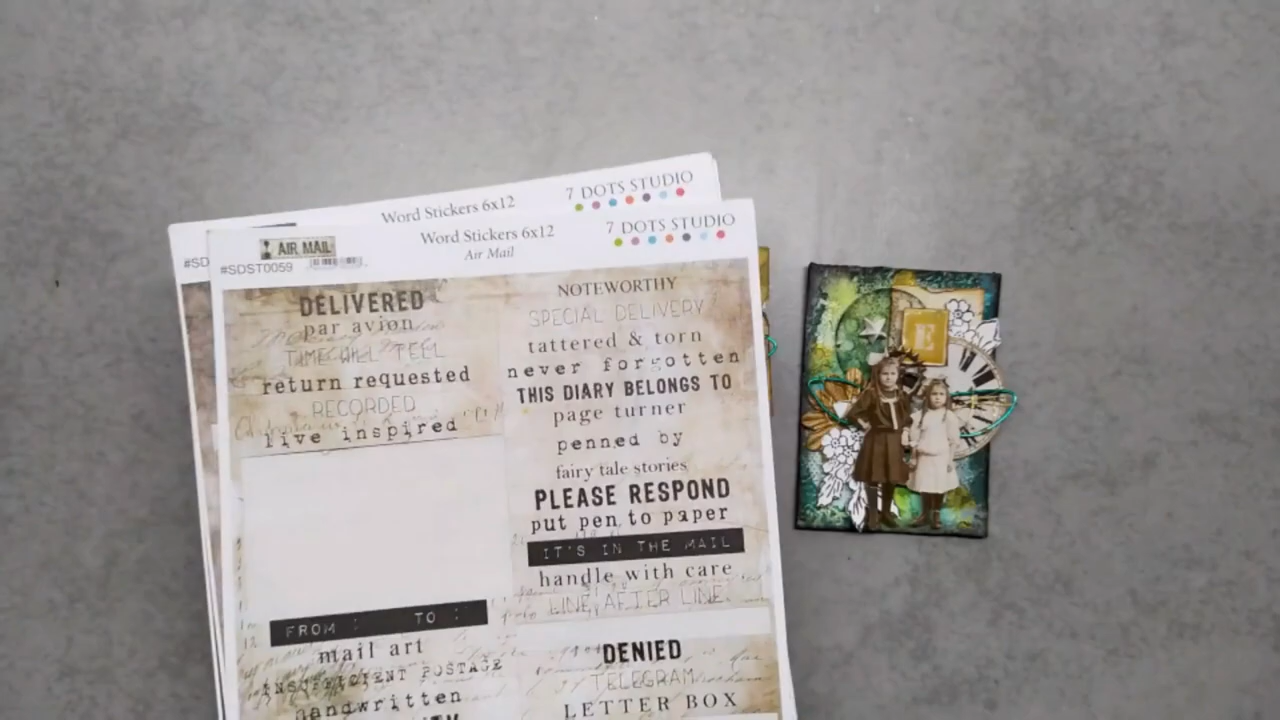 Word Stickers 6x12
7 DOTS STUDIO
#SD
AIR MAIL
#SDST0059
Word Stickers 6x12
Air Mail
7 DOTS STUDIO
DELIVERED
par avion
TIME WILL TELL
return requested
RECORDED
live inspired
FROM : TO :
mail art
INSUFFICIENT POSTAGE
handwritten
NOTEWORTHY
SPECIAL DELIVERY
tattered & torn
never forgotten
THIS DIARY BELONGS TO
page turner
penned by
fairy tale stories
PLEASE RESPOND
put pen to paper
IT'S IN THE MAIL
handle with care
LINE AFTER LINE
DENIED
TELEGRAM
LETTER BOX
E